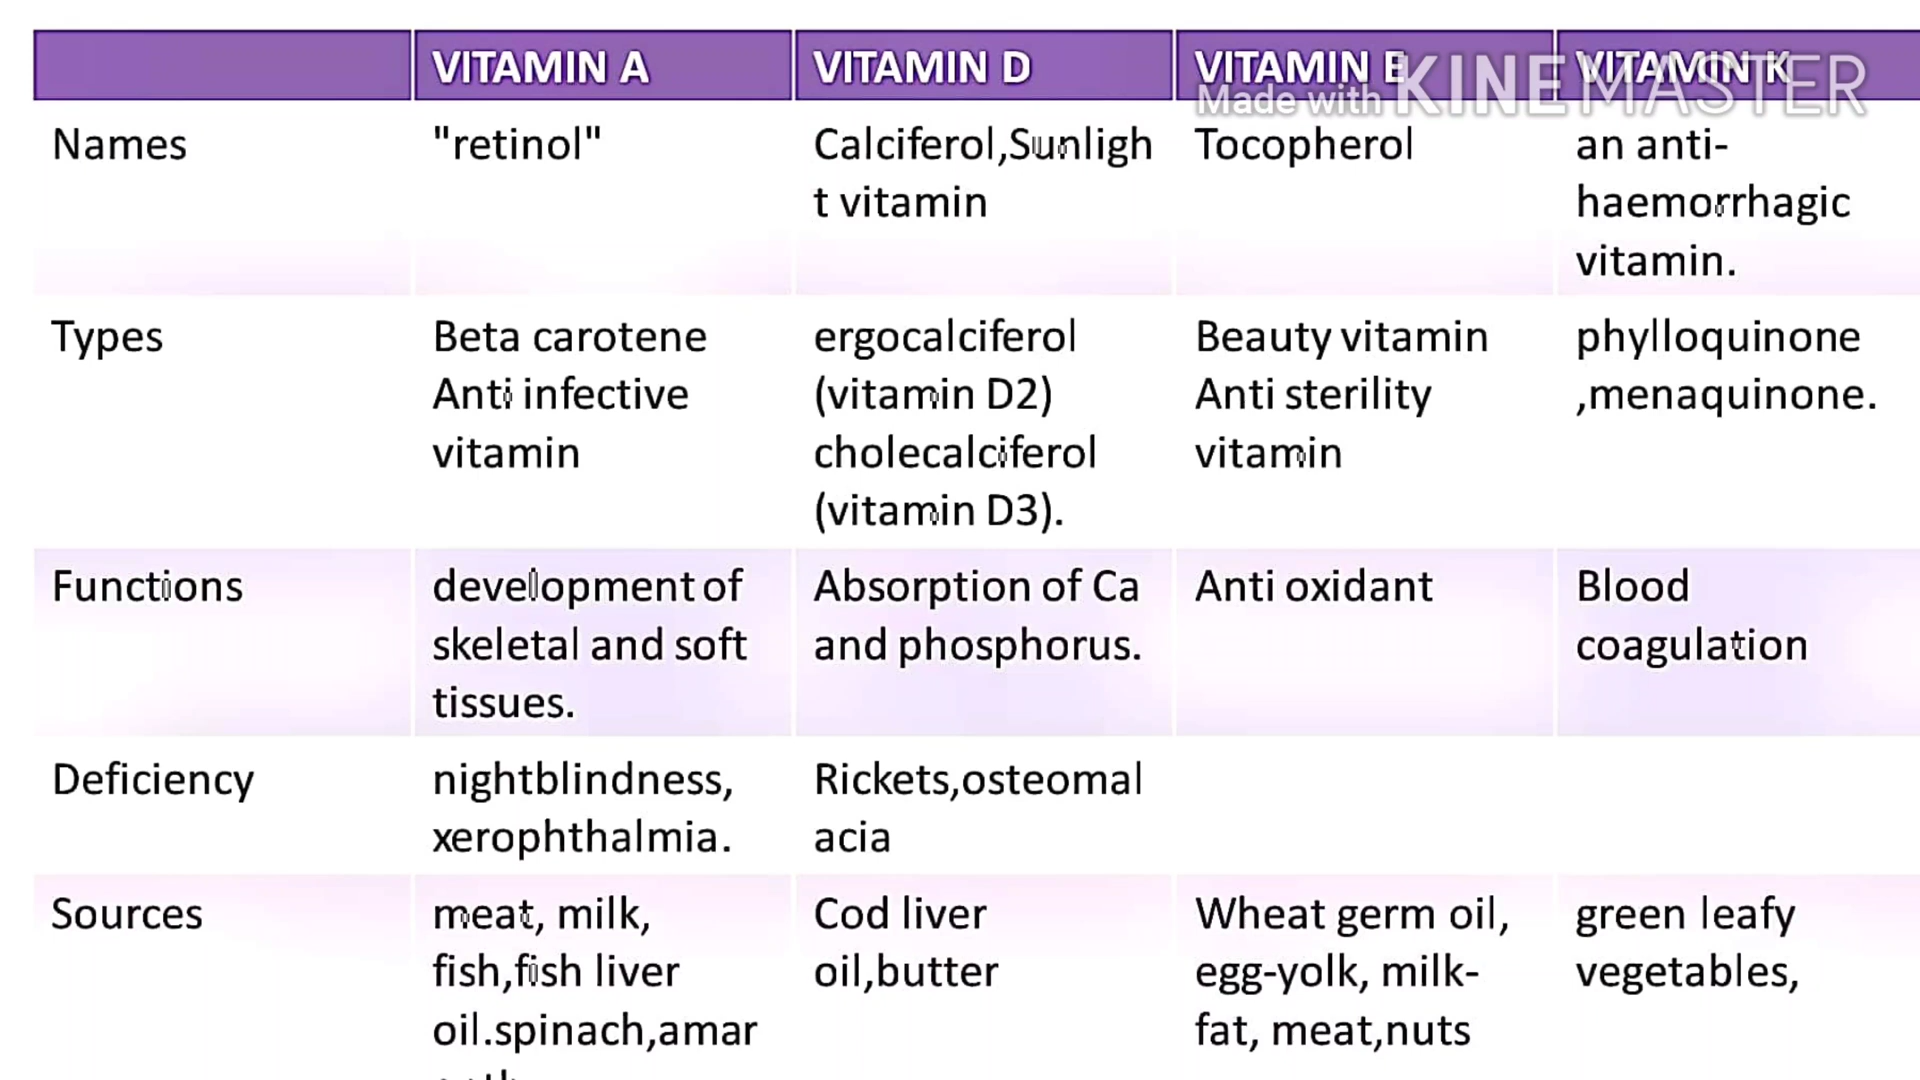 VITAMIN A
VITAMIN D
VITAMIN E
VITAMIN K
Made with KINEMASTER
Names
"retinol"
Calciferol,Sunligh
t vitamin
Tocopherol
an anti-
haemorrhagic
vitamin.
Types
Beta carotene
Anti infective
vitamin
ergocalciferol
(vitamin D2)
cholecalciferol
(vitamin D3).
Beauty vitamin
Anti sterility
vitamin
phylloquinone
,menaquinone.
Functions
development of
skeletal and soft
tissues.
Absorption of Ca
and phosphorus.
Anti oxidant
Blood
coagulation
Deficiency
nightblindness,
xerophthalmia.
Rickets,osteomal
acia
Sources
meat, milk,
fish,fish liver
oil.spinach,amar
Cod liver
oil,butter
Wheat germ oil,
egg-yolk, milk-
fat, meat,nuts
green leafy
vegetables,